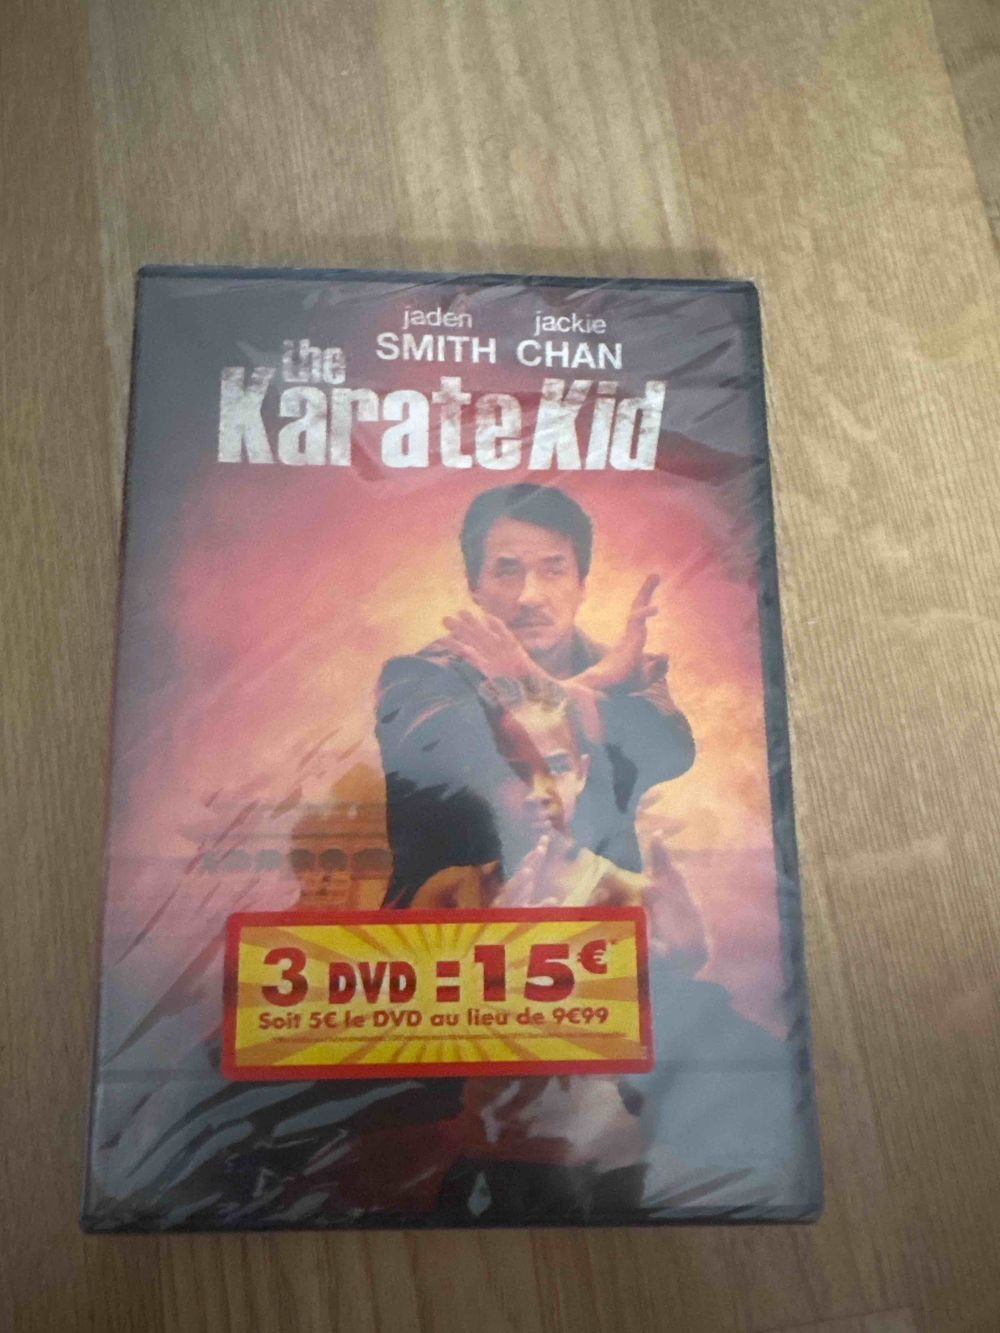 jaden jackie
SMITH CHAN
the
Karate Kid
3 DVD = 15€
Soit 5€ le DVD au lieu de 9€99